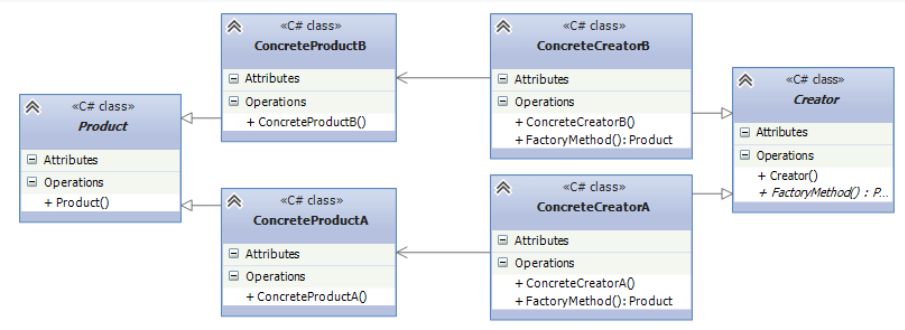 «C# class»
Product
Attributes
Operations
+ Product()
«C# class»
ConcreteProductB
Attributes
Operations
+ ConcreteProductB()
«C# class»
ConcreteProductA
Attributes
Operations
+ ConcreteProductA()
«C# class»
ConcreteCreatorB
Attributes
Operations
+ ConcreteCreatorB()
+ FactoryMethod(): Product
«C# class»
ConcreteCreatorA
Attributes
Operations
+ ConcreteCreatorA()
+ FactoryMethod(): Product
«C# class»
Creator
Attributes
Operations
+ Creator()
+ FactoryMethod() : P...